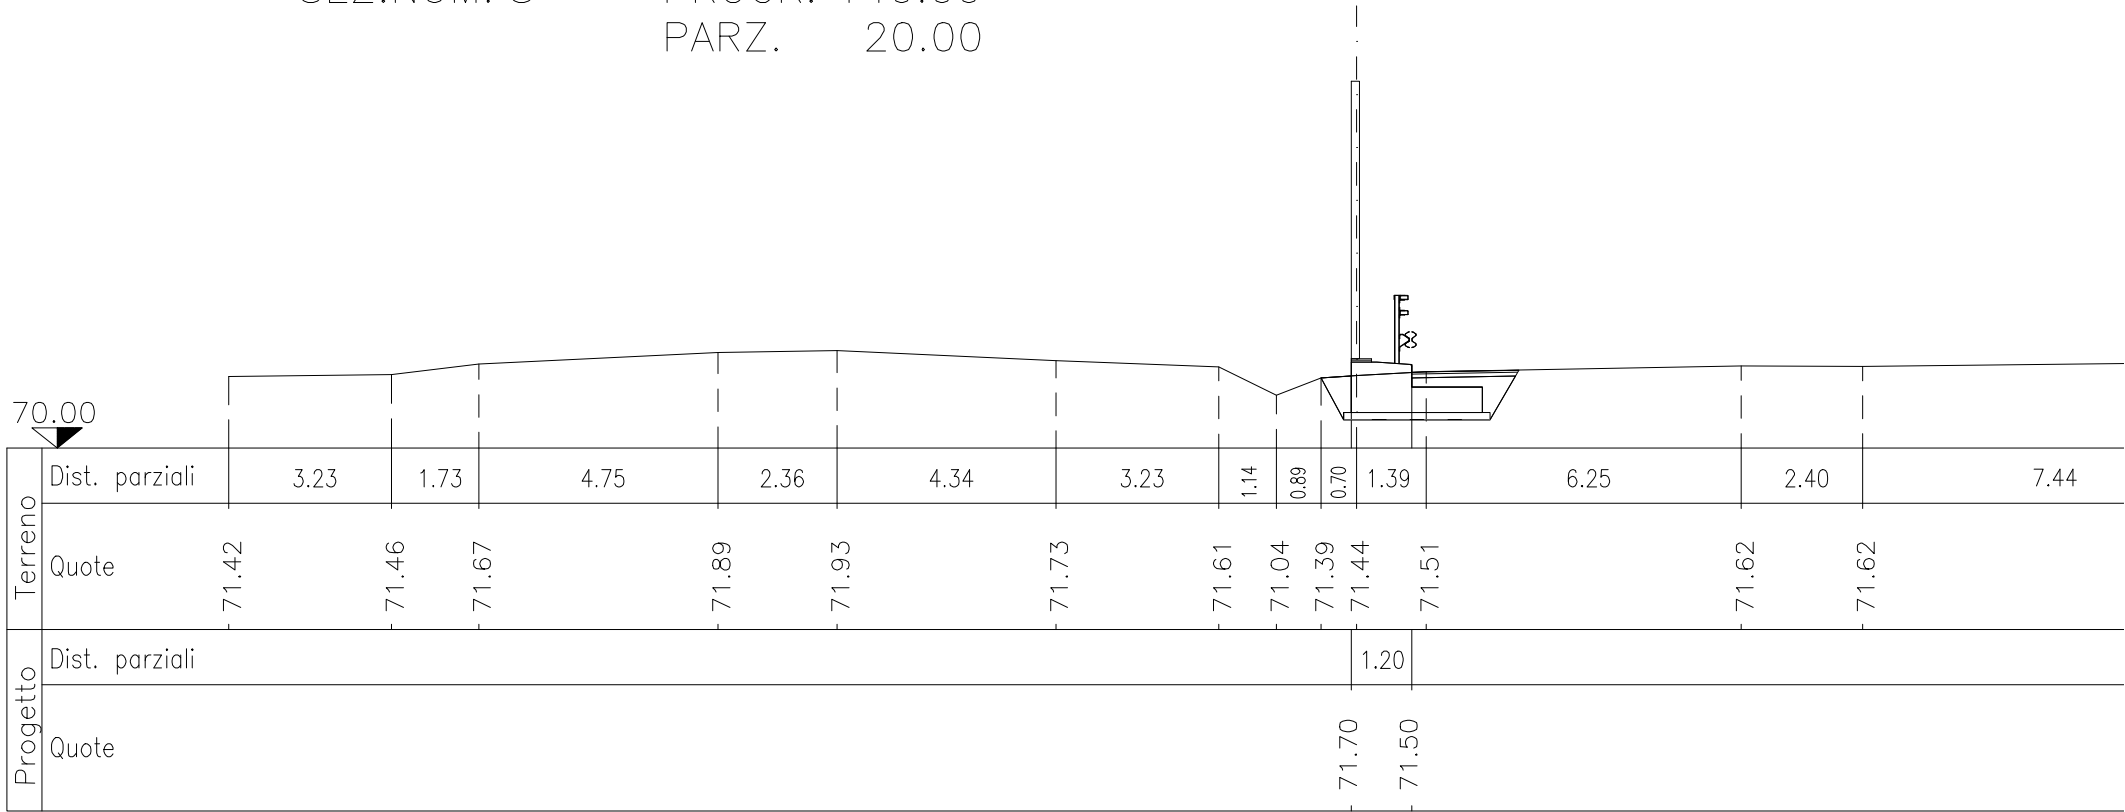 PARZ. 20.00
70.00
Terreno
Dist. parziali 3.23 1.73 4.75 2.36 4.34 3.23 1.14 0.89 0.70 1.39 6.25 2.40 7.44
Quote 71.42 71.46 71.67 71.89 71.93 71.73 71.61 71.04 71.39 71.44 71.51 71.62 71.62
Progetto
Dist. parziali 1.20
Quote 71.70 71.50